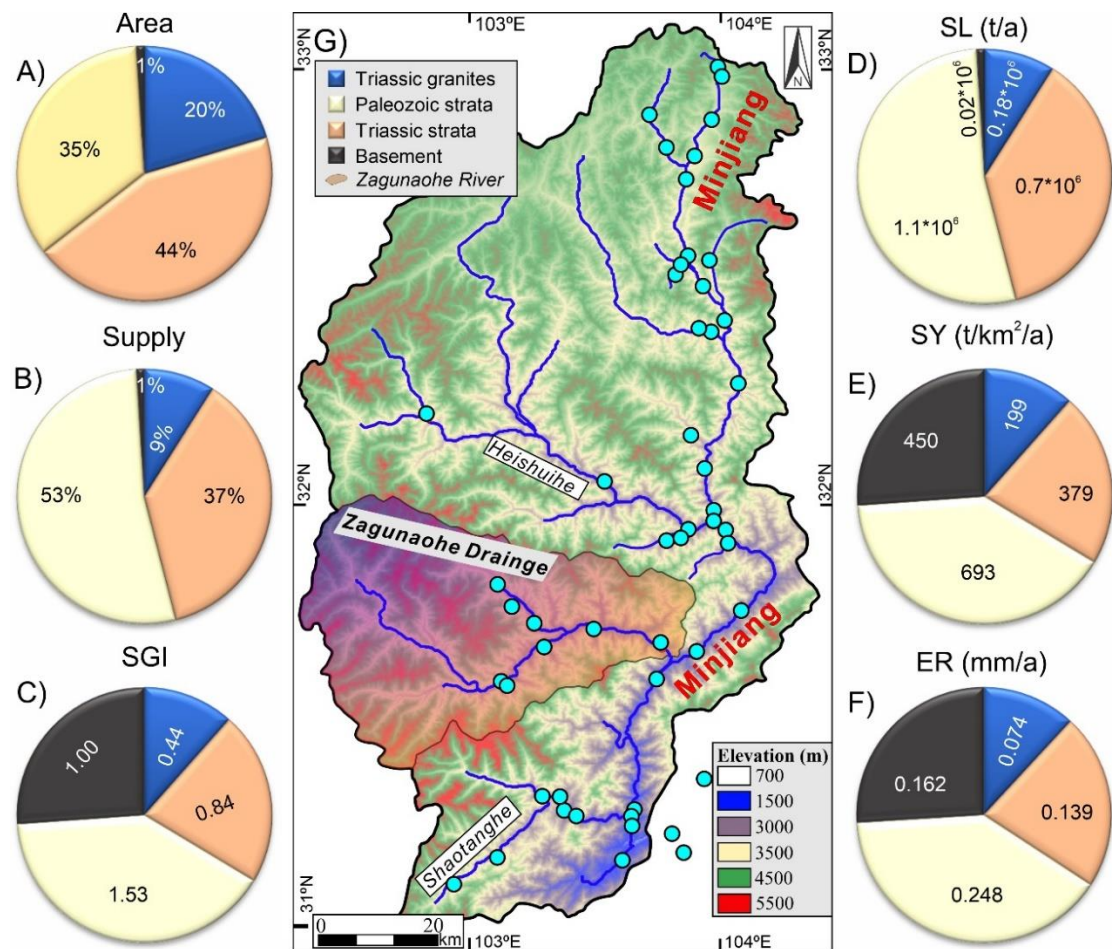 Area
A)
1%
20%
35%
44%
Supply
B)
1%
9%
53%
37%
SGI
C)
1.00
0.44
0.84
1.53
G)
103ºE
104ºE
33ºN
33ºN
Triassic granites
Paleozoic strata
Triassic strata
Basement
Zagunaohe River
N
Minjiang
Heishuihe
32ºN
32ºN
Zagunaohe Drainge
Minjiang
Shaotanghe
Elevation (m)
700
1500
3000
3500
4500
5500
31ºN
31ºN
0
20
km
103ºE
104ºE
SL (t/a)
D)
0.02*10⁶
0.18*10⁶
0.7*10⁶
1.1*10⁶
SY (t/km²/a)
E)
450
199
379
693
ER (mm/a)
F)
0.162
0.074
0.139
0.248